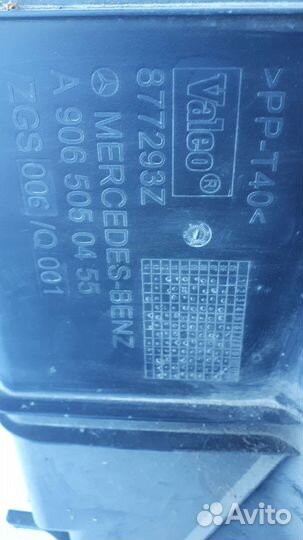 >PP-T40<
Valeo®
877293Z
MERCEDES-BENZ
A 906 505 04 55
ZGS 006 /Q 001
Avito